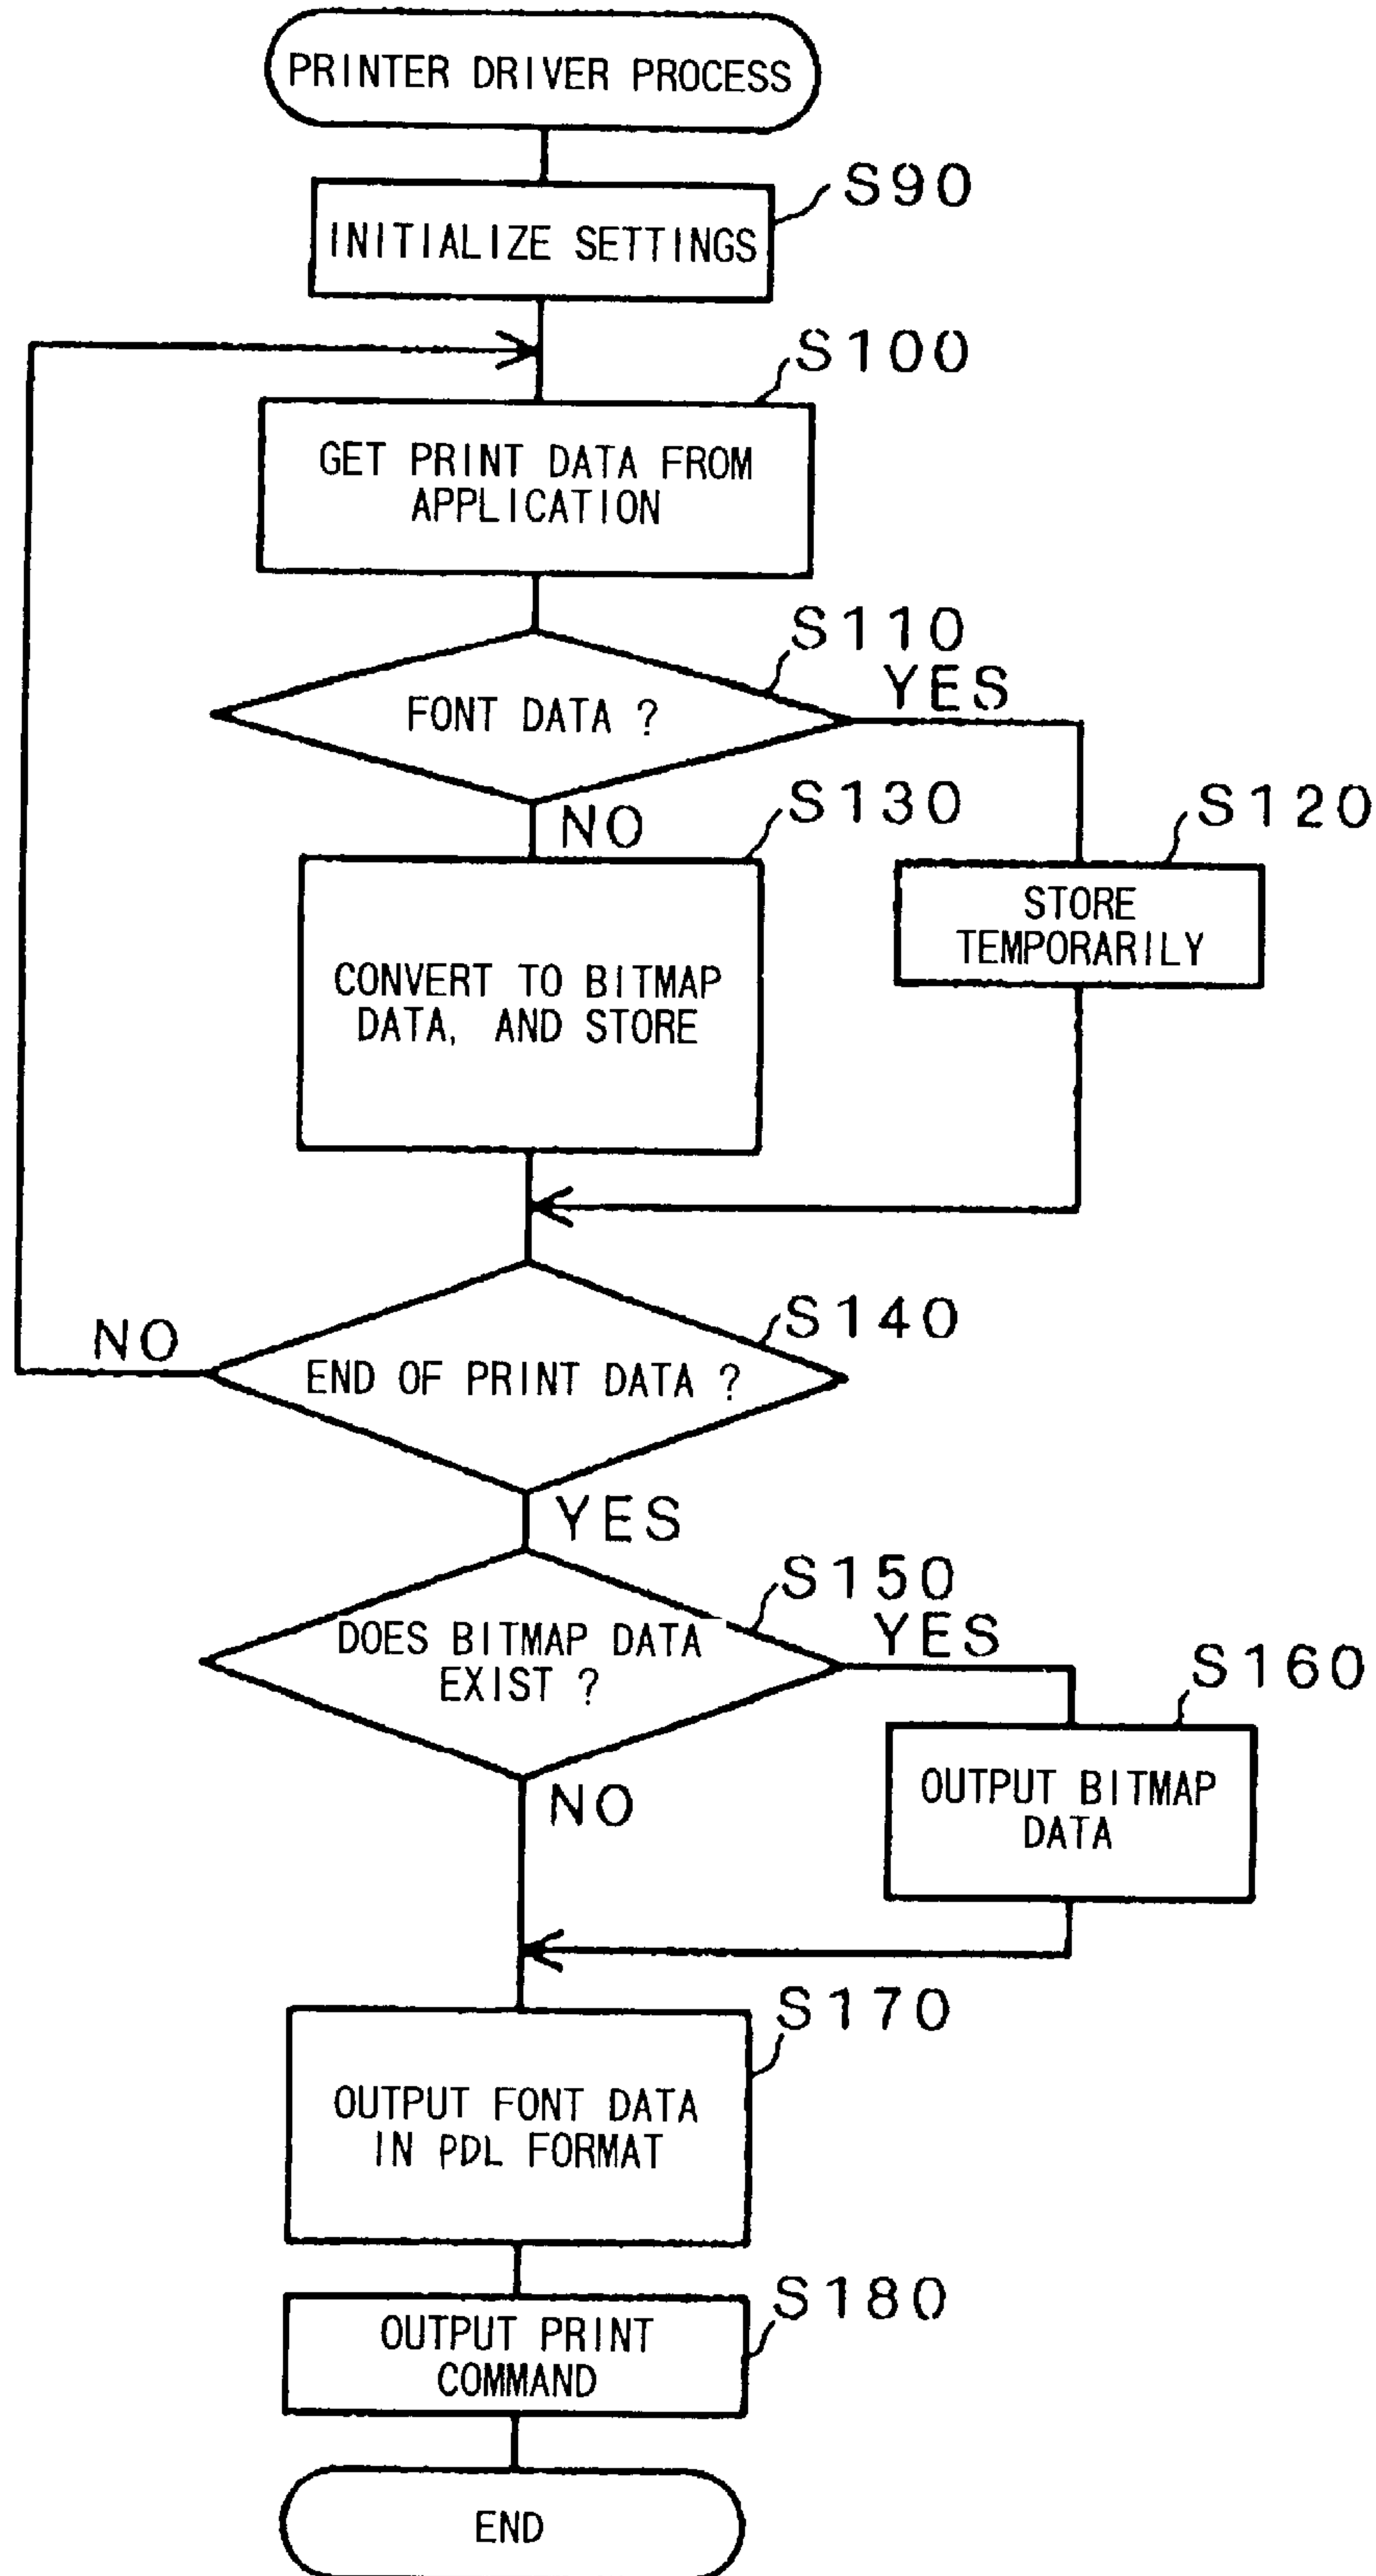 PRINTER DRIVER PROCESS
S90
INITIALIZE SETTINGS
S100
GET PRINT DATA FROM
APPLICATION
S110
YES
FONT DATA ?
NO
S130
S120
STORE
TEMPORARILY
CONVERT TO BITMAP
DATA, AND STORE
S140
NO
END OF PRINT DATA ?
YES
S150
YES
DOES BITMAP DATA
EXIST ?
S160
NO
OUTPUT BITMAP
DATA
S170
OUTPUT FONT DATA
IN PDL FORMAT
S180
OUTPUT PRINT
COMMAND
END